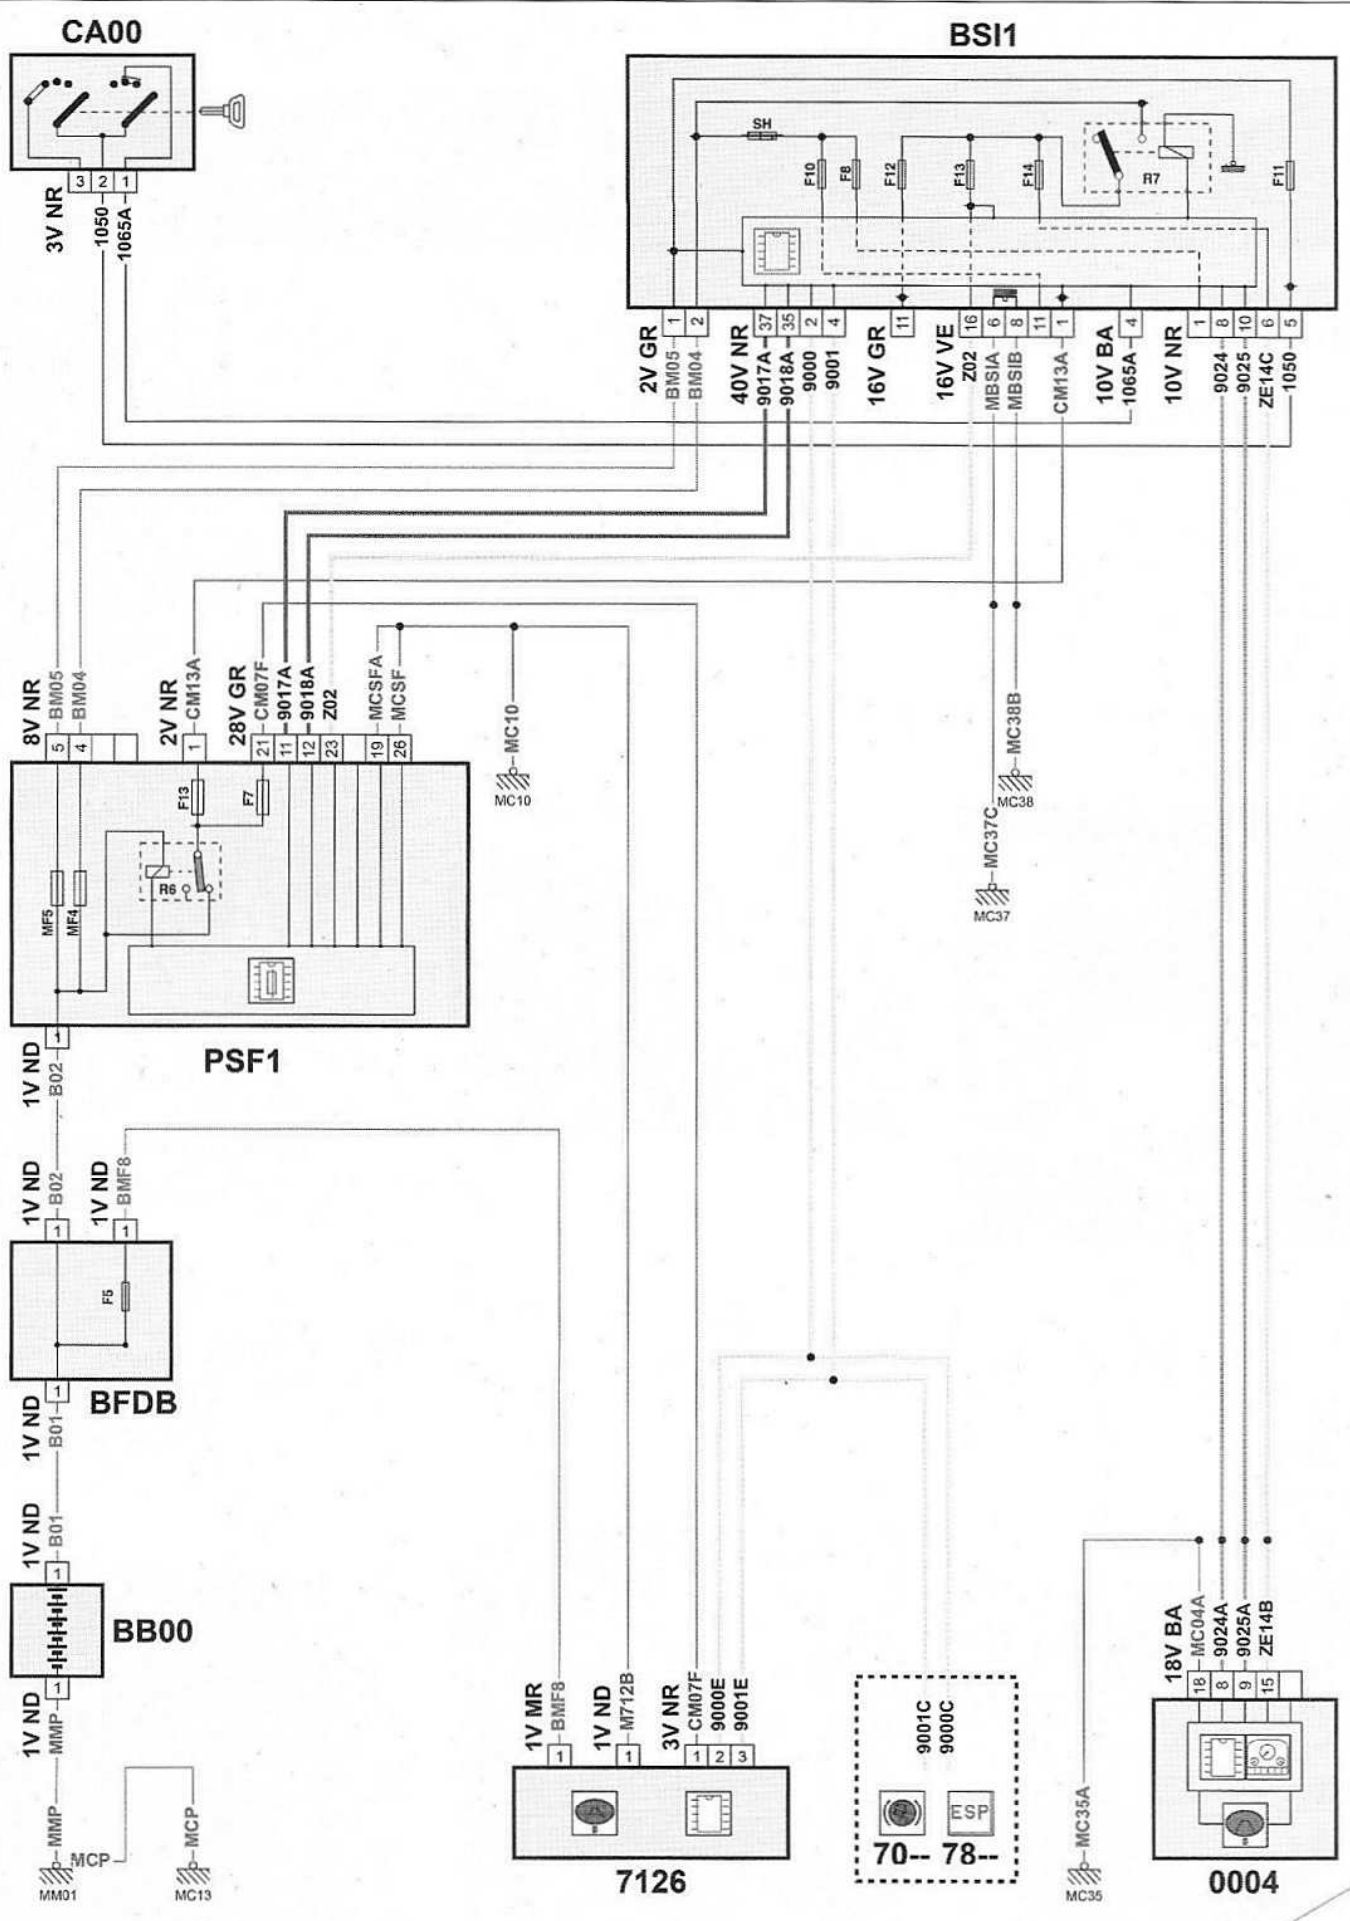 CA00
BSI1
SH
F10
F8
F12
F13
F14
R7
F11
3 2 1
3V NR
1050
1065A
1 2 37 35 2 4 11 16 6 8 11 1 4 1 8 10 6 5
2V GR
BM05
BM04
40V NR
9017A
9018A
9000
9001
16V GR
16V VE
Z02
MBSIA
MBSIB
CM13A
10V BA
1065A
10V NR
9024
9025
ZE14C
1050
8V NR
BM05
BM04
2V NR
CM13A
28V GR
CM07F
9017A
9018A
Z02
MCSFA
MCSF
MC10
MC38B
5 4 1 21 11 12 23 19 26
F13
F7
MC10
MC38
MC37C
MC37
R6
MF5
MF4
1
PSF1
1V ND
B02
1V ND
B02
1V ND
BMF8
1 1
F5
1
BFDB
1V ND
B01
1V ND
B01
1
BB00
1
1V ND
MMP
MMP
MCP
MCP
MM01
MC13
1V MR
BMF8
1V ND
M712B
3V NR
CM07F
9000E
9001E
1 1 1 2 3
7126
9001C
9000C
ESP
70-- 78--
MC35A
MC35
18V BA
MC04A
9024A
9025A
ZE14B
18 8 9 15
0004